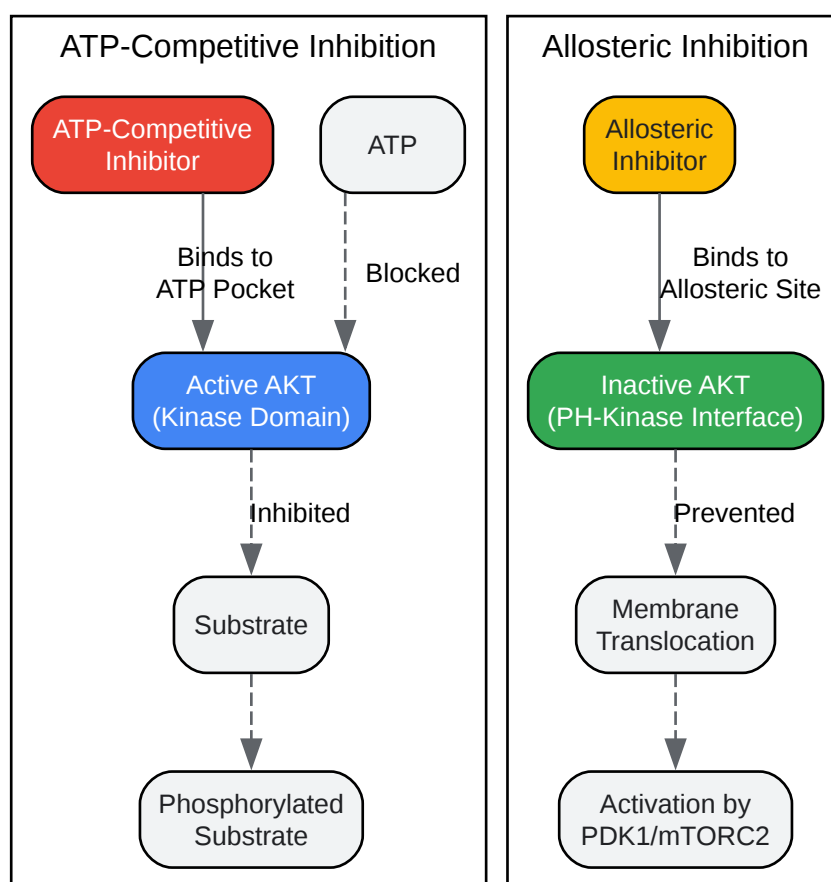 ATP-Competitive Inhibition
ATP-Competitive
Inhibitor
ATP
Binds to
ATP Pocket
Blocked
Active AKT
(Kinase Domain)
Inhibited
Substrate
Phosphorylated
Substrate
Allosteric Inhibition
Allosteric
Inhibitor
Binds to
Allosteric Site
Inactive AKT
(PH-Kinase Interface)
Prevented
Membrane
Translocation
Activation by
PDK1/mTORC2